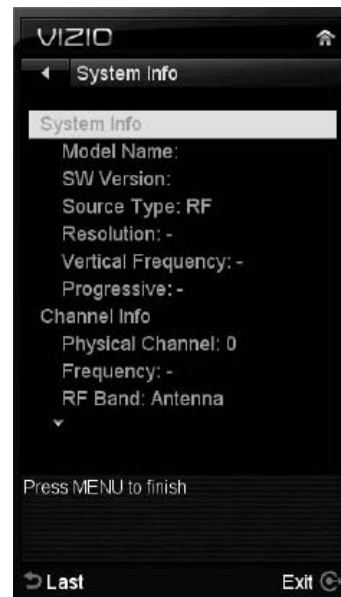 VIZIO
System Info
System Info
Model Name:
SW Version:
Source Type: RF
Resolution: -
Vertical Frequency: -
Progressive: -
Channel Info
Physical Channel: 0
Frequency: -
RF Band: Antenna
Press MENU to finish
Last Exit